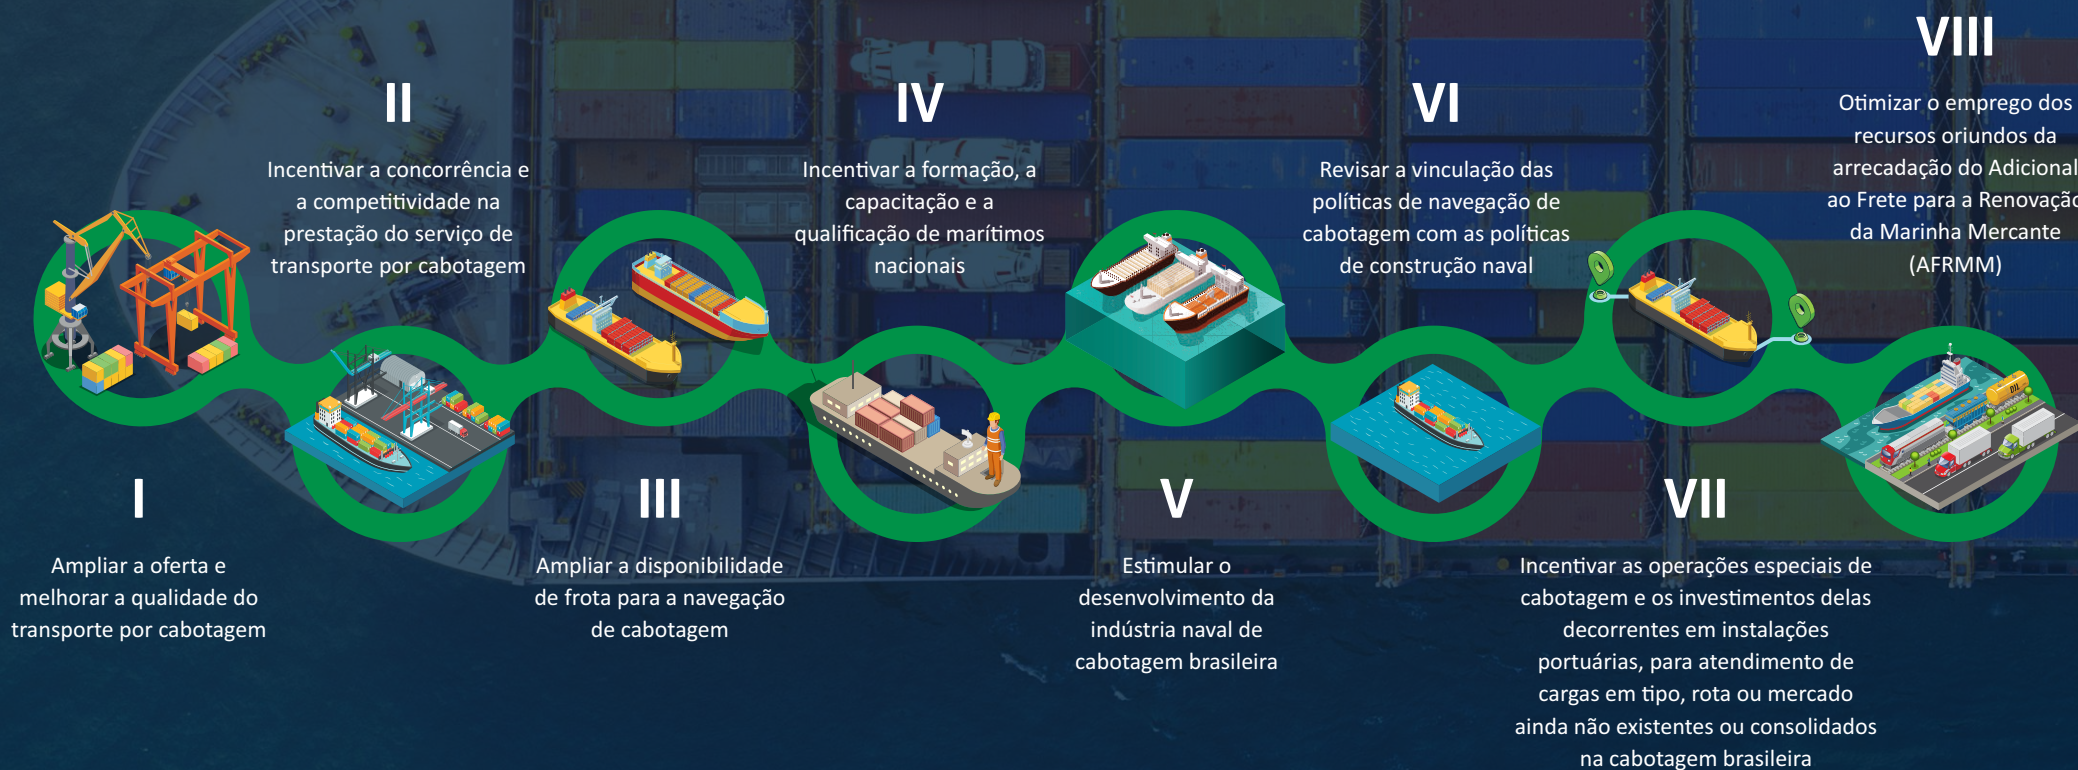 I
Ampliar a oferta e
melhorar a qualidade do
transporte por cabotagem
II
Incentivar a concorrência e
a competitividade na
prestação do serviço de
transporte por cabotagem
III
Ampliar a disponibilidade
de frota para a navegação
de cabotagem
IV
Incentivar a formação, a
capacitação e a
qualificação de marítimos
nacionais
V
Estimular o
desenvolvimento da
indústria naval de
cabotagem brasileira
VI
Revisar a vinculação das
políticas de navegação de
cabotagem com as políticas
de construção naval
VII
Incentivar as operações especiais de
cabotagem e os investimentos delas
decorrentes em instalações
portuárias, para atendimento de
cargas em tipo, rota ou mercado
ainda não existentes ou consolidados
na cabotagem brasileira
VIII
Otimizar o emprego dos
recursos oriundos da
arrecadação do Adicional
ao Frete para a Renovação
da Marinha Mercante
(AFRMM)
OIL